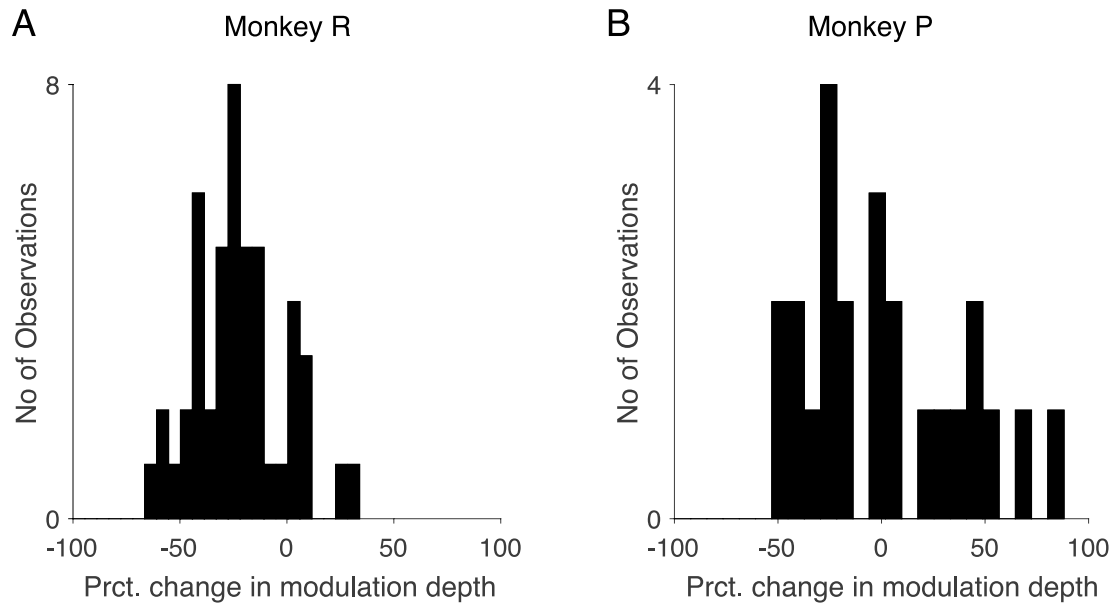 A
Monkey R
8
0
No of Observations
-100
-50
0
50
100
Prct. change in modulation depth
B
Monkey P
4
0
No of Observations
-100
-50
0
50
100
Prct. change in modulation depth